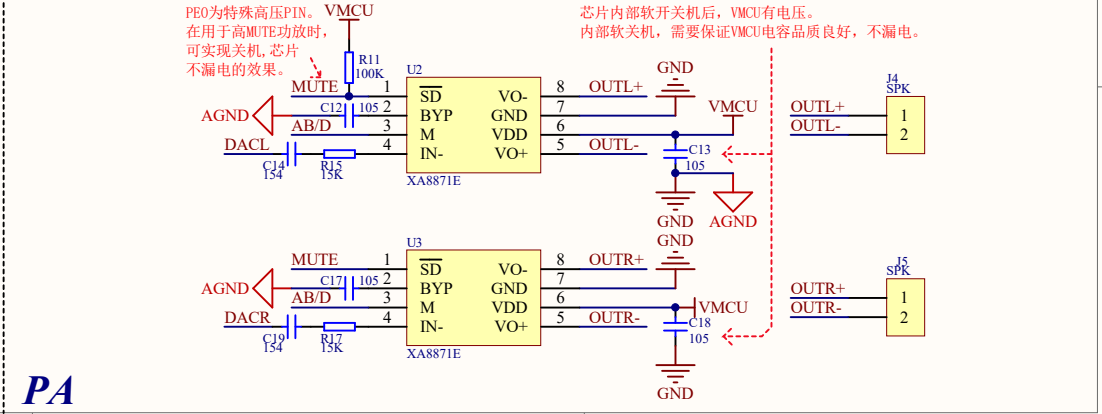 PE0为特殊高压PIN。
在用于高MUTE功放时，
可实现关机,芯片
不漏电的效果。
VMCU
芯片内部软开关机后，VMCU有电压。
内部软关机，需要保证VMCU电容品质良好，不漏电。
R11
100K
U2
MUTE 1 SD VO- 8 OUTL+
AGND C12 105 2 BYP GND 7 GND
AB/D 3 M VDD 6 VMCU
DACL 4 IN- VO+ 5 OUTL-
C14
154
R15
15K
XA8871E
C13
105
GND AGND
J4
SPK
OUTL+ 1
OUTL- 2
U3
MUTE 1 SD VO- 8 OUTR+
AGND C17 105 2 BYP GND 7 GND
AB/D 3 M VDD 6 VMCU
DACR 4 IN- VO+ 5 OUTR-
C19
154
R17
15K
XA8871E
C18
105
GND
J5
SPK
OUTR+ 1
OUTR- 2
PA